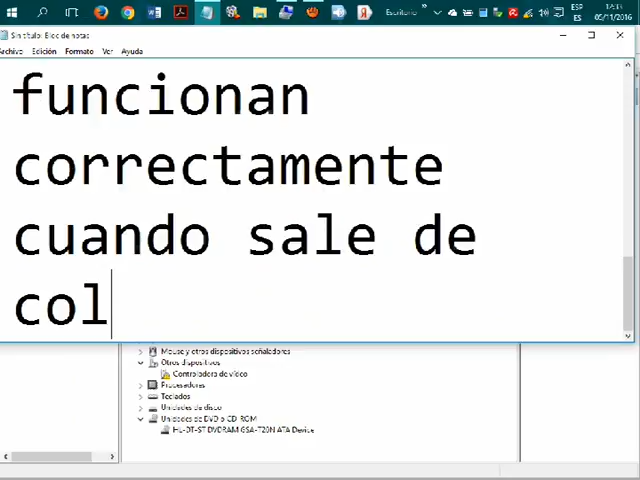 Escritorio
ESP
12:33
ES
05/11/2016
Sin título: Bloc de notas
Archivo Edición Formato Ver Ayuda
funcionan
correctamente
cuando sale de
col
Mouse y otros dispositivos señaladores
Otros dispositivos
Controladora de vídeo
Procesadores
Teclados
Unidades de disco
Unidades de DVD o CD-ROM
HL-DT-ST DVDRAM GSA-T20N ATA Device